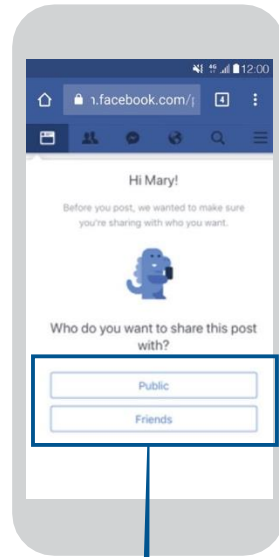 12:00
n.facebook.com/p
4
Hi Mary!
Before you post, we wanted to make sure
you're sharing with who you want.
Who do you want to share this post
with?
Public
Friends